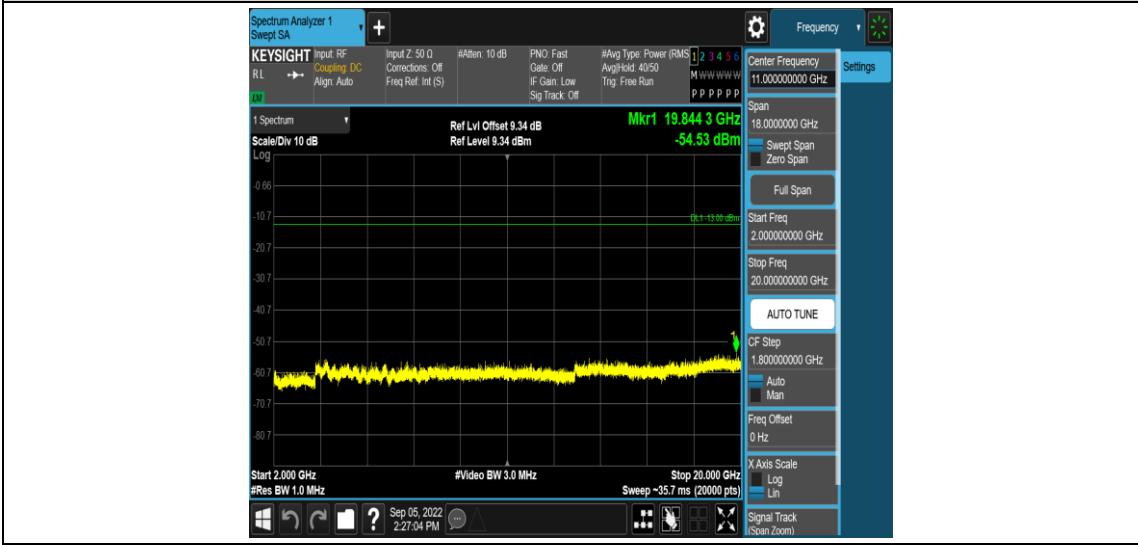 Spectrum Analyzer 1
Swept SA
+
Frequency
KEYSIGHT
RL
LM
Input: RF
Coupling: DC
Align: Auto
Input Z: 50 Ω
Corrections: Off
Freq Ref: Int (S)
#Atten: 10 dB
PNO: Fast
Gate: Off
IF Gain: Low
Sig Track: Off
#Avg Type: Power (RMS
Avg|Hold: 40/50
Trig: Free Run
1 2 3 4 5 6
M W W W W W
P P P P P P
1 Spectrum
Scale/Div 10 dB
Log
Ref Lvl Offset 9.34 dB
Ref Level 9.34 dBm
Mkr1 19.844 3 GHz
-54.53 dBm
-0.66
-10.7
DL1 -13.00 dBm
-20.7
-30.7
-40.7
-50.7
1
-60.7
-70.7
-80.7
Start 2.000 GHz
#Res BW 1.0 MHz
#Video BW 3.0 MHz
Stop 20.000 GHz
Sweep ~35.7 ms (20000 pts)
?
Sep 05, 2022
2:27:04 PM
Center Frequency
11.000000000 GHz
Settings
Span
18.0000000 GHz
Swept Span
Zero Span
Full Span
Start Freq
2.000000000 GHz
Stop Freq
20.000000000 GHz
AUTO TUNE
CF Step
1.800000000 GHz
Auto
Man
Freq Offset
0 Hz
X Axis Scale
Log
Lin
Signal Track
(Span Zoom)